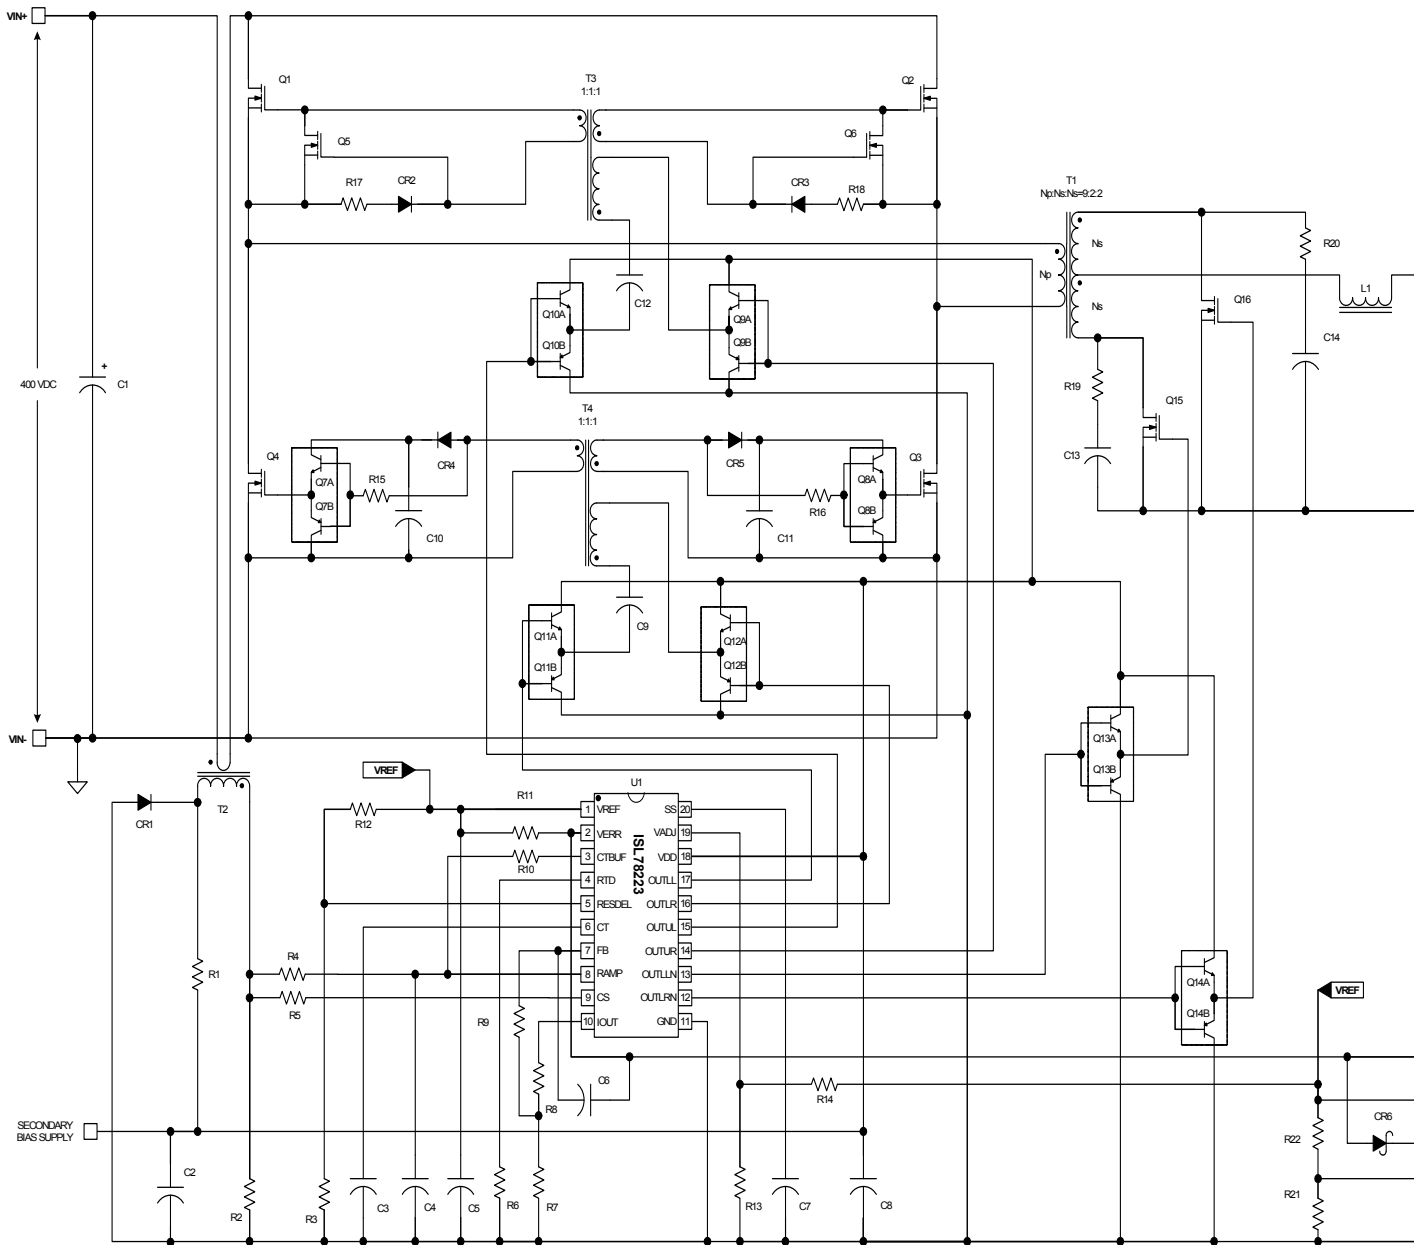 VIN+
Q1
T3
1:1:1
Q2
Q5
Q6
R17
CR2
CR3
R18
T1
Np:Ns:Ns=9:2:2
Ns
R20
Np
Q10A
C12
Q9A
Ns
Q16
L1
Q10B
Q9B
C14
400 VDC
+
C1
R19
Q15
T4
1:1:1
Q4
CR4
CR5
Q3
C13
Q7A
R15
Q8A
Q7B
R16
Q8B
C10
C11
C9
Q11A
Q12A
Q11B
Q12B
VIN-
Q13A
Q13B
VREF
U1
T2
CR1
R12
R11
R10
1 VREF
2 VERR
3 CTBUF
4 RTD
5 RESDEL
6 CT
7 FB
8 RAMP
9 CS
10 IOUT
ISL78223
SS 20
VADJ 19
VDD 18
OUTLL 17
OUTLR 16
OUTUL 15
OUTUR 14
OUTLLN 13
OUTLRN 12
GND 11
R1
R4
R5
R9
Q14A
Q14B
VREF
C6
R8
R14
SECONDARY
BIAS SUPPLY
CR6
R22
C2
R21
R2
R3
C3
C4
C5
R6
R7
R13
C7
C8